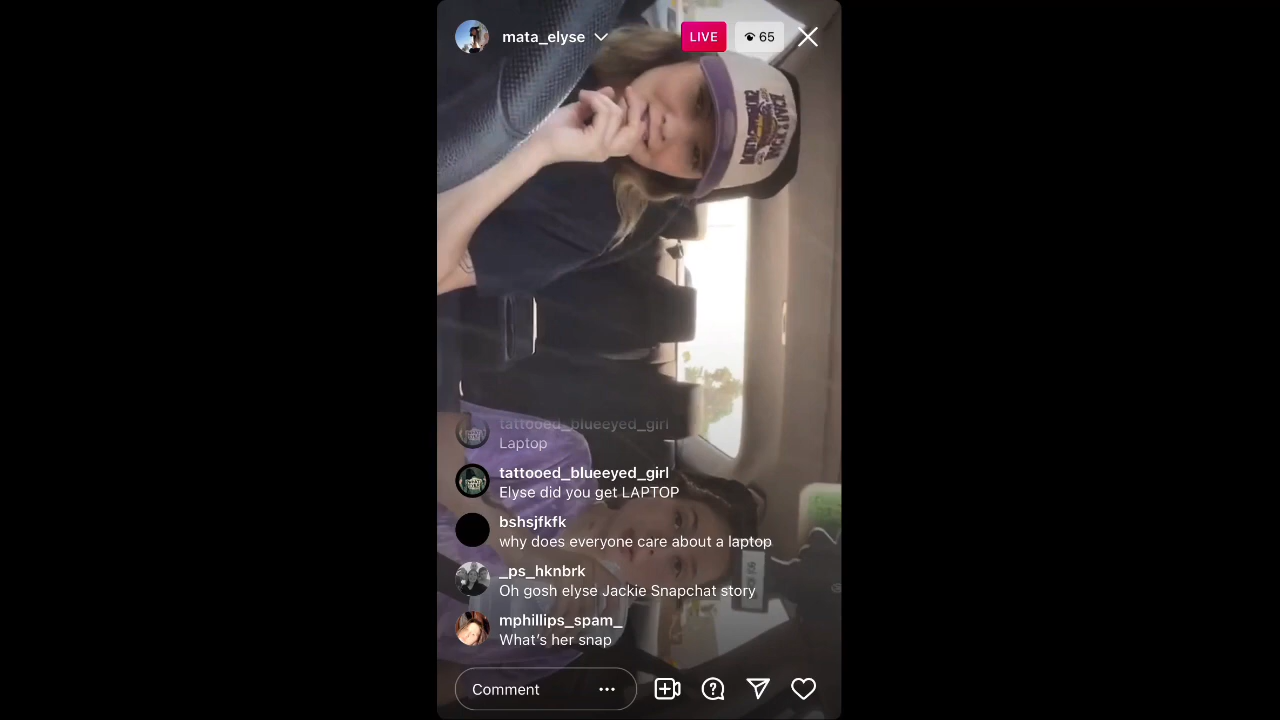 mata_elyse
LIVE
65
tattooed_blueeyed_girl
Laptop
tattooed_blueeyed_girl
Elyse did you get LAPTOP
bshsjfkfk
why does everyone care about a laptop
_ps_hknbrk
Oh gosh elyse Jackie Snapchat story
mphillips_spam_
What's her snap
Comment